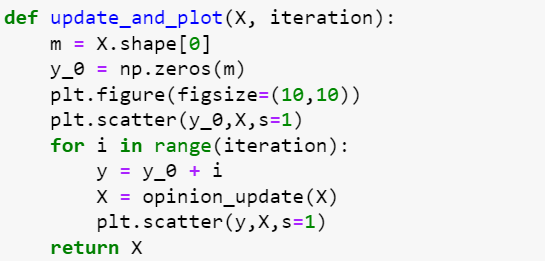 def update_and_plot(X, iteration):
    m = X.shape[0]
    y_0 = np.zeros(m)
    plt.figure(figsize=(10,10))
    plt.scatter(y_0,X,s=1)
    for i in range(iteration):
        y = y_0 + i
        X = opinion_update(X)
        plt.scatter(y,X,s=1)
    return X